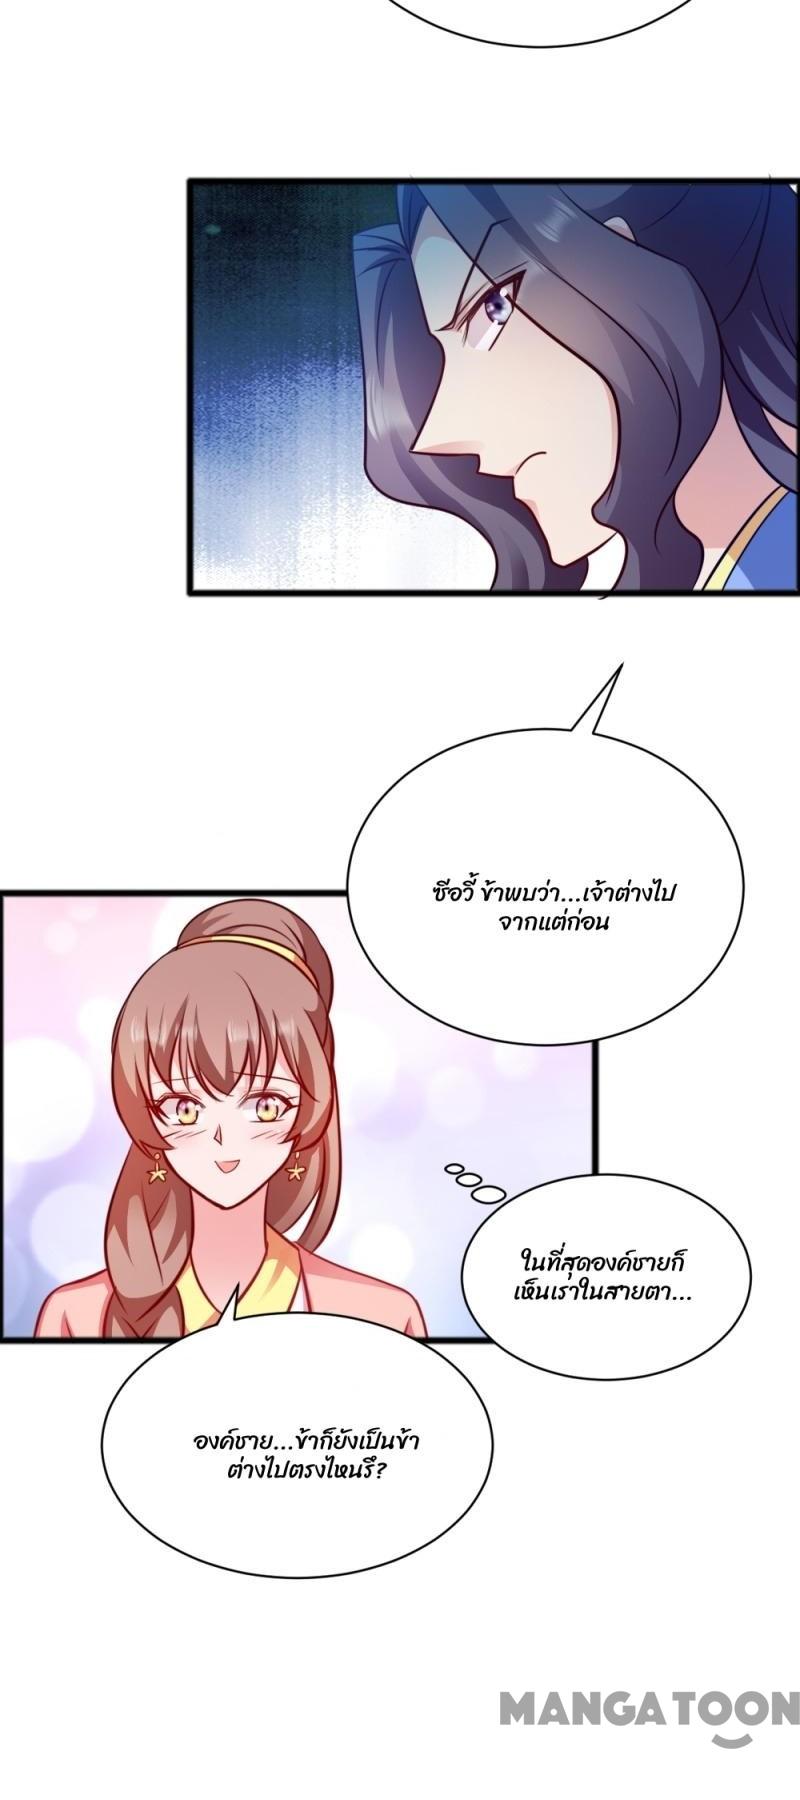 ซีอวี้ ข้าพบว่า...เจ้าต่างไป
จากแต่ก่อน
ในที่สุดองค์ชายก็
เห็นเราในสายตา...
องค์ชาย...ข้าก็ยังเป็นข้า
ต่างไปตรงไหนรึ?
MANGA TOON